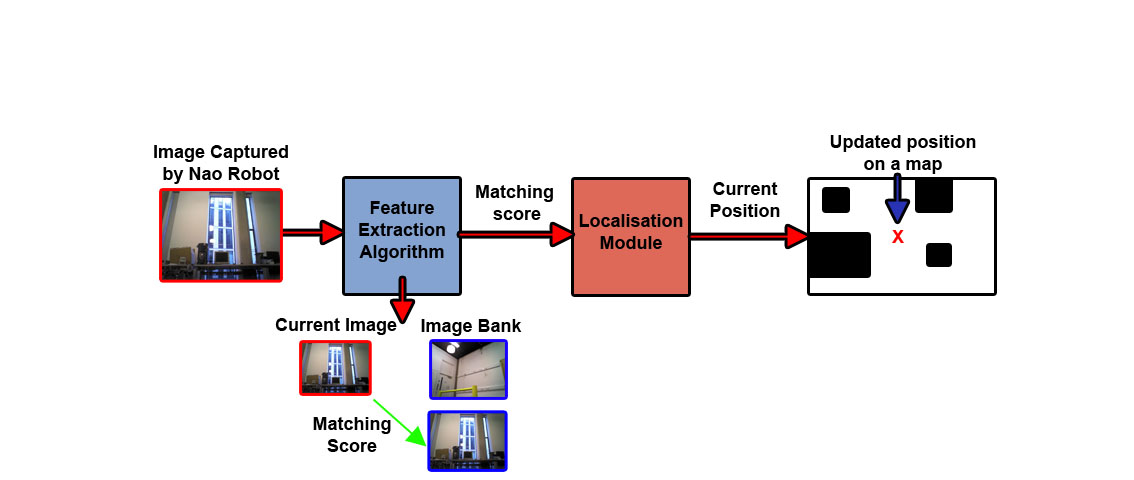 Image Captured
by Nao Robot
Feature
Extraction
Algorithm
Matching
score
Localisation
Module
Current
Position
Updated position
on a map
X
Current Image
Image Bank
Matching
Score